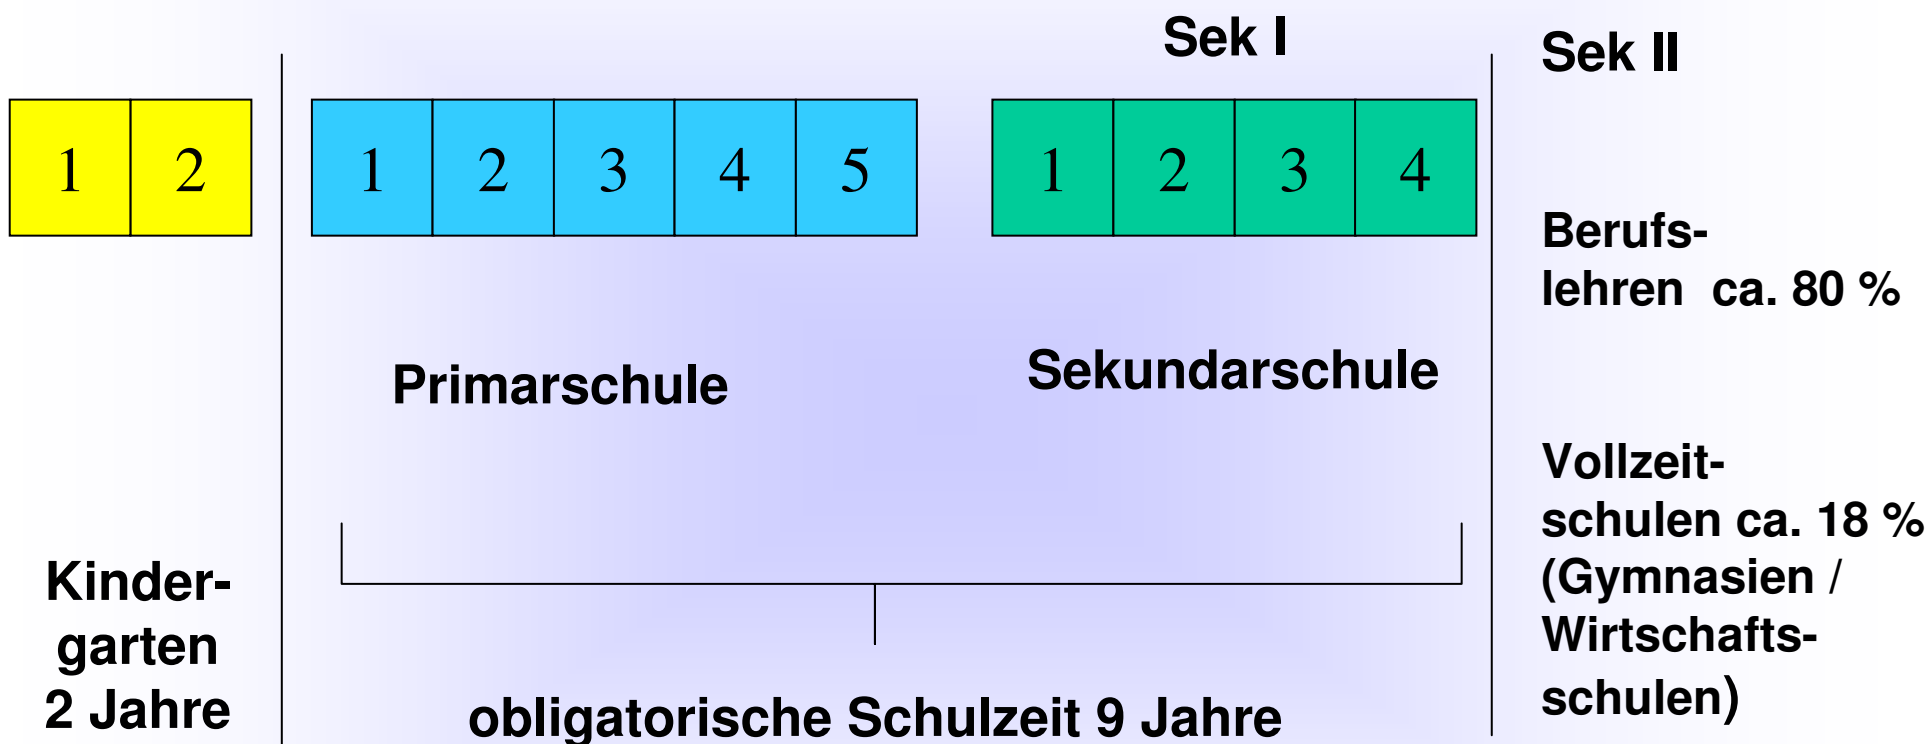 Sek I
Sek II
1 2
1 2 3 4 5
1 2 3 4
Berufs-
lehren ca. 80 %
Primarschule
Sekundarschule
Vollzeit-
schulen ca. 18 %
(Gymnasien /
Wirtschafts-
schulen)
Kinder-
garten
2 Jahre
obligatorische Schulzeit 9 Jahre